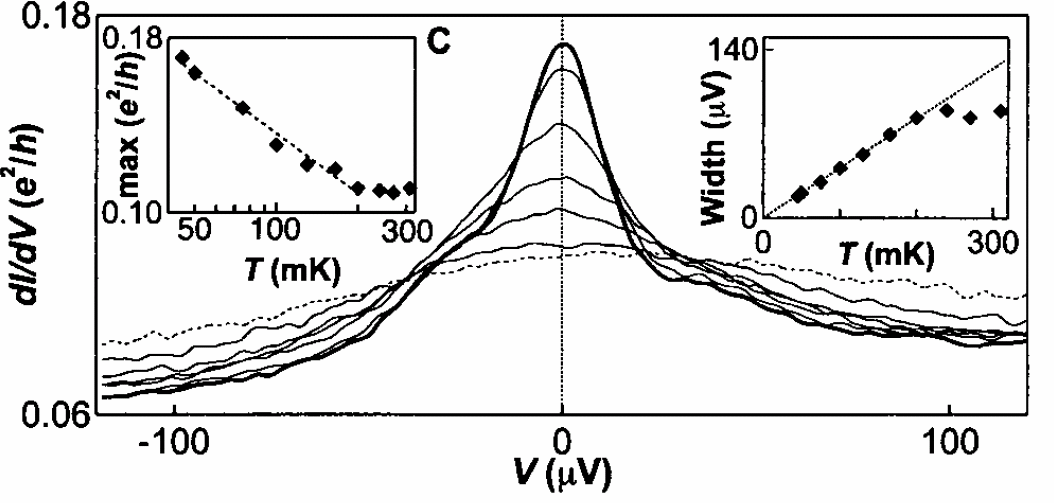 0.18
0.18
C
140
max (e²/h)
Width (μV)
0.10
50
100
300
T (mK)
0
0
300
T (mK)
dI/dV (e²/h)
0.06
-100
0
100
V (μV)